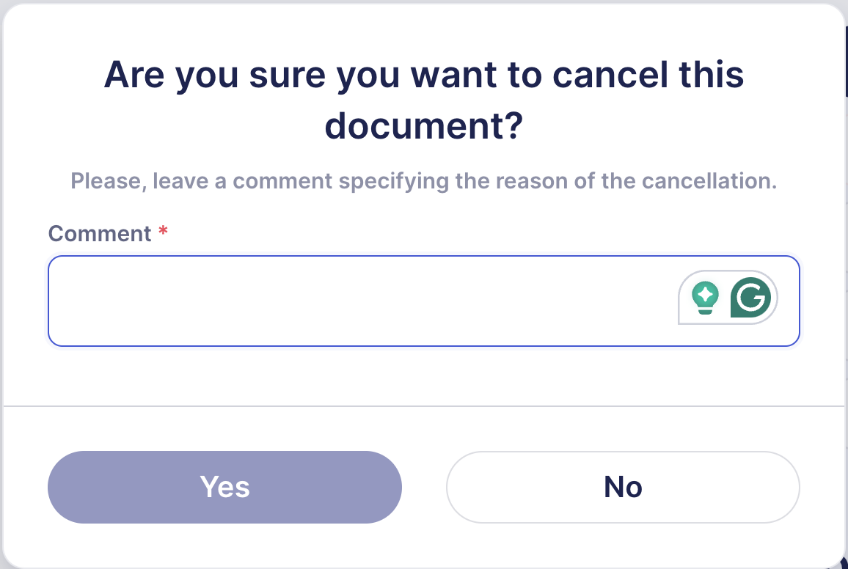 Are you sure you want to cancel this
document?
Please, leave a comment specifying the reason of the cancellation.
Comment *
Yes
No